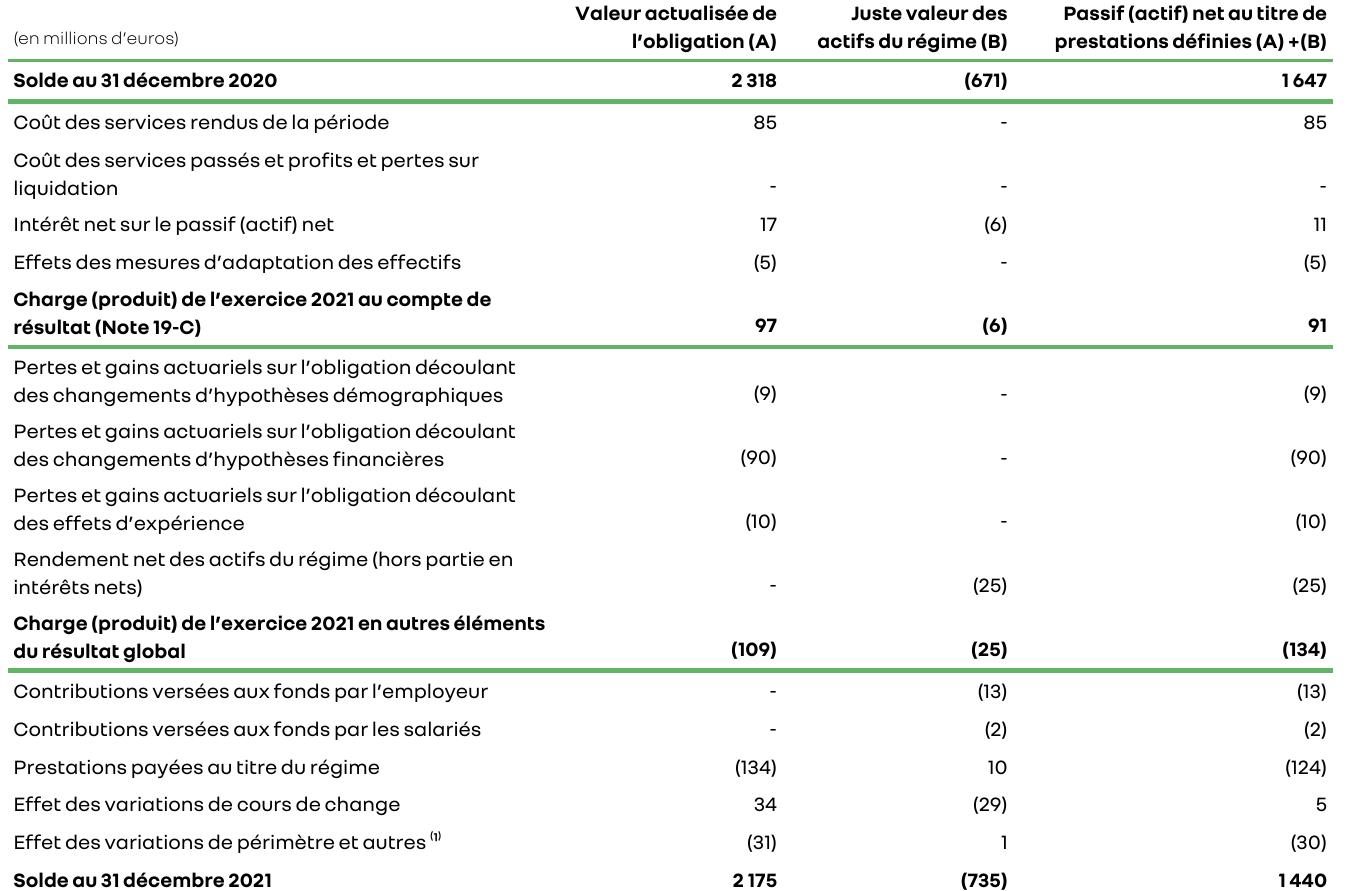 (en millions d’euros) Valeur actualisée de l’obligation (A) Juste valeur des actifs du régime (B) Passif (actif) net au titre de prestations définies (A) +(B)
Solde au 31 décembre 2020 2 318 (671) 1 647
Coût des services rendus de la période 85 - 85
Coût des services passés et profits et pertes sur
liquidation - - -
Intérêt net sur le passif (actif) net 17 (6) 11
Effets des mesures d’adaptation des effectifs (5) - (5)
Charge (produit) de l’exercice 2021 au compte de
résultat (Note 19-C) 97 (6) 91
Pertes et gains actuariels sur l’obligation découlant
des changements d’hypothèses démographiques (9) - (9)
Pertes et gains actuariels sur l’obligation découlant
des changements d’hypothèses financières (90) - (90)
Pertes et gains actuariels sur l’obligation découlant
des effets d’expérience (10) - (10)
Rendement net des actifs du régime (hors partie en
intérêts nets) - (25) (25)
Charge (produit) de l’exercice 2021 en autres éléments
du résultat global (109) (25) (134)
Contributions versées aux fonds par l’employeur - (13) (13)
Contributions versées aux fonds par les salariés - (2) (2)
Prestations payées au titre du régime (134) 10 (124)
Effet des variations de cours de change 34 (29) 5
Effet des variations de périmètre et autres (1) (31) 1 (30)
Solde au 31 décembre 2021 2 175 (735) 1 440